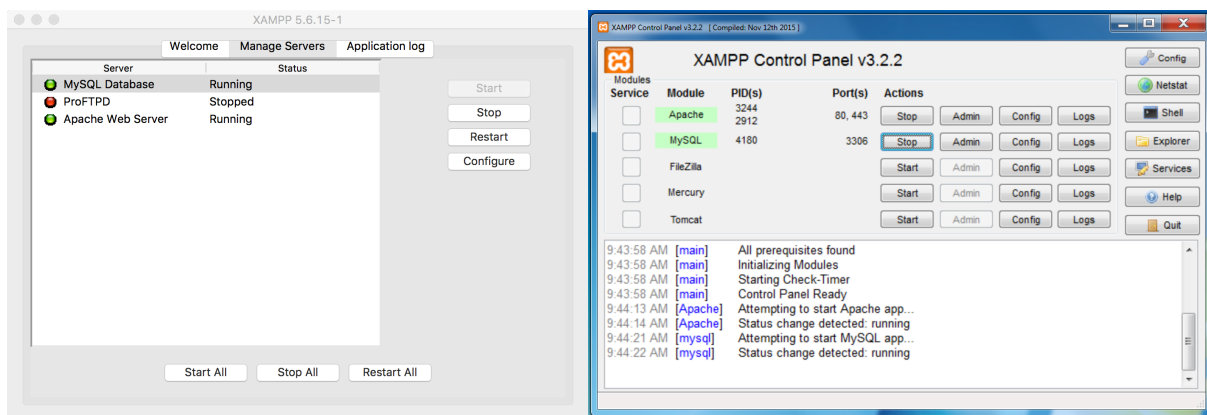 XAMPP 5.6.15-1
Welcome Manage Servers Application log
Server Status
MySQL Database Running
ProFTPD Stopped
Apache Web Server Running
Start
Stop
Restart
Configure
Start All Stop All Restart All
XAMPP Control Panel v3.2.2 [ Compiled: Nov 12th 2015 ]
XAMPP Control Panel v3.2.2
Modules
Service Module PID(s) Port(s) Actions
Apache 3244 2912 80, 443 Stop Admin Config Logs
MySQL 4180 3306 Stop Admin Config Logs
FileZilla Start Admin Config Logs
Mercury Start Admin Config Logs
Tomcat Start Admin Config Logs
Config
Netstat
Shell
Explorer
Services
Help
Quit
9:43:58 AM [main] All prerequisites found
9:43:58 AM [main] Initializing Modules
9:43:58 AM [main] Starting Check-Timer
9:43:58 AM [main] Control Panel Ready
9:44:13 AM [Apache] Attempting to start Apache app...
9:44:14 AM [Apache] Status change detected: running
9:44:21 AM [mysql] Attempting to start MySQL app...
9:44:22 AM [mysql] Status change detected: running